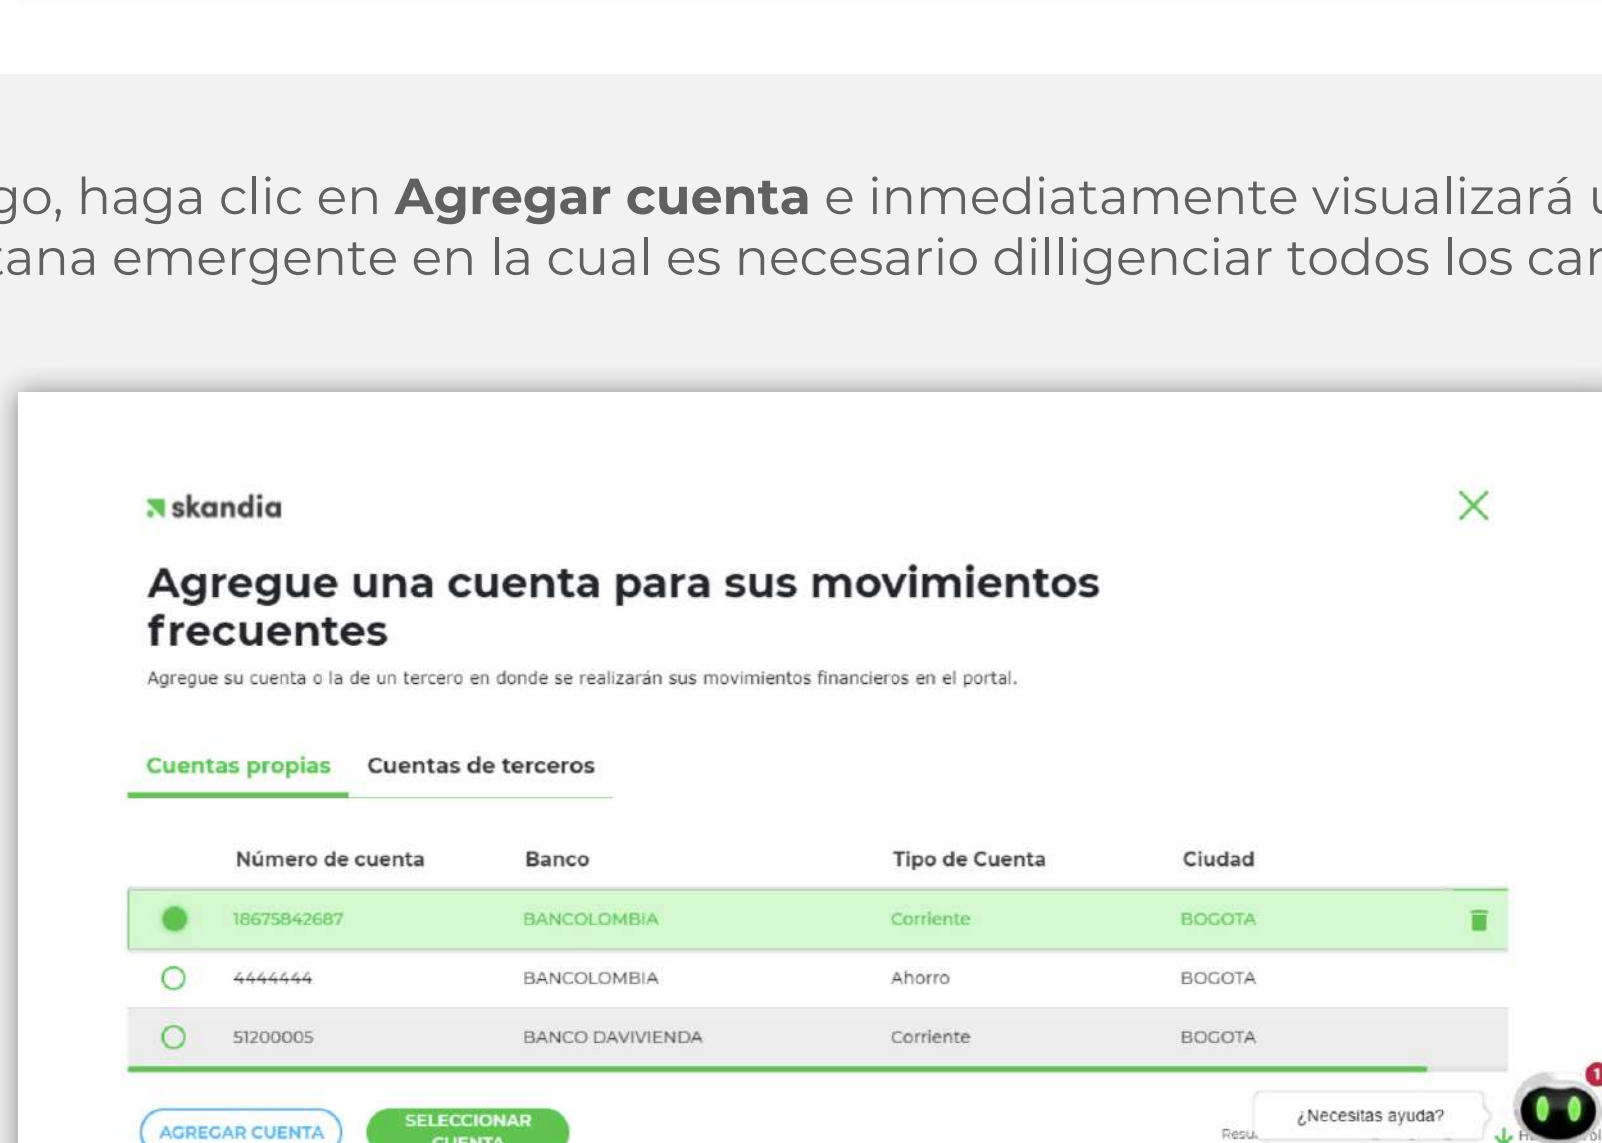 go, haga clic en Agregar cuenta e inmediatamente visualizará u
tana emergente en la cual es necesario dilligenciar todos los
skandia
Agregue una cuenta para sus movimientos
frecuentes
Agregue su cuenta o la de un tercero en donde se realizarán sus movimientos financieros en el portal.
Cuentas propias Cuentas de terceros
Número de cuenta Banco Tipo de Cuenta Ciudad
18675842687 BANCOLOMBIA Corriente BOGOTA
4444444 BANCOLOMBIA Ahorro BOGOTA
51200005 BANCO DAVIVIENDA Corriente BOGOTA
1
¿Necesitas ayuda?
AGREGAR CUENTA
SELECCIONAR
CUENTA
Resu